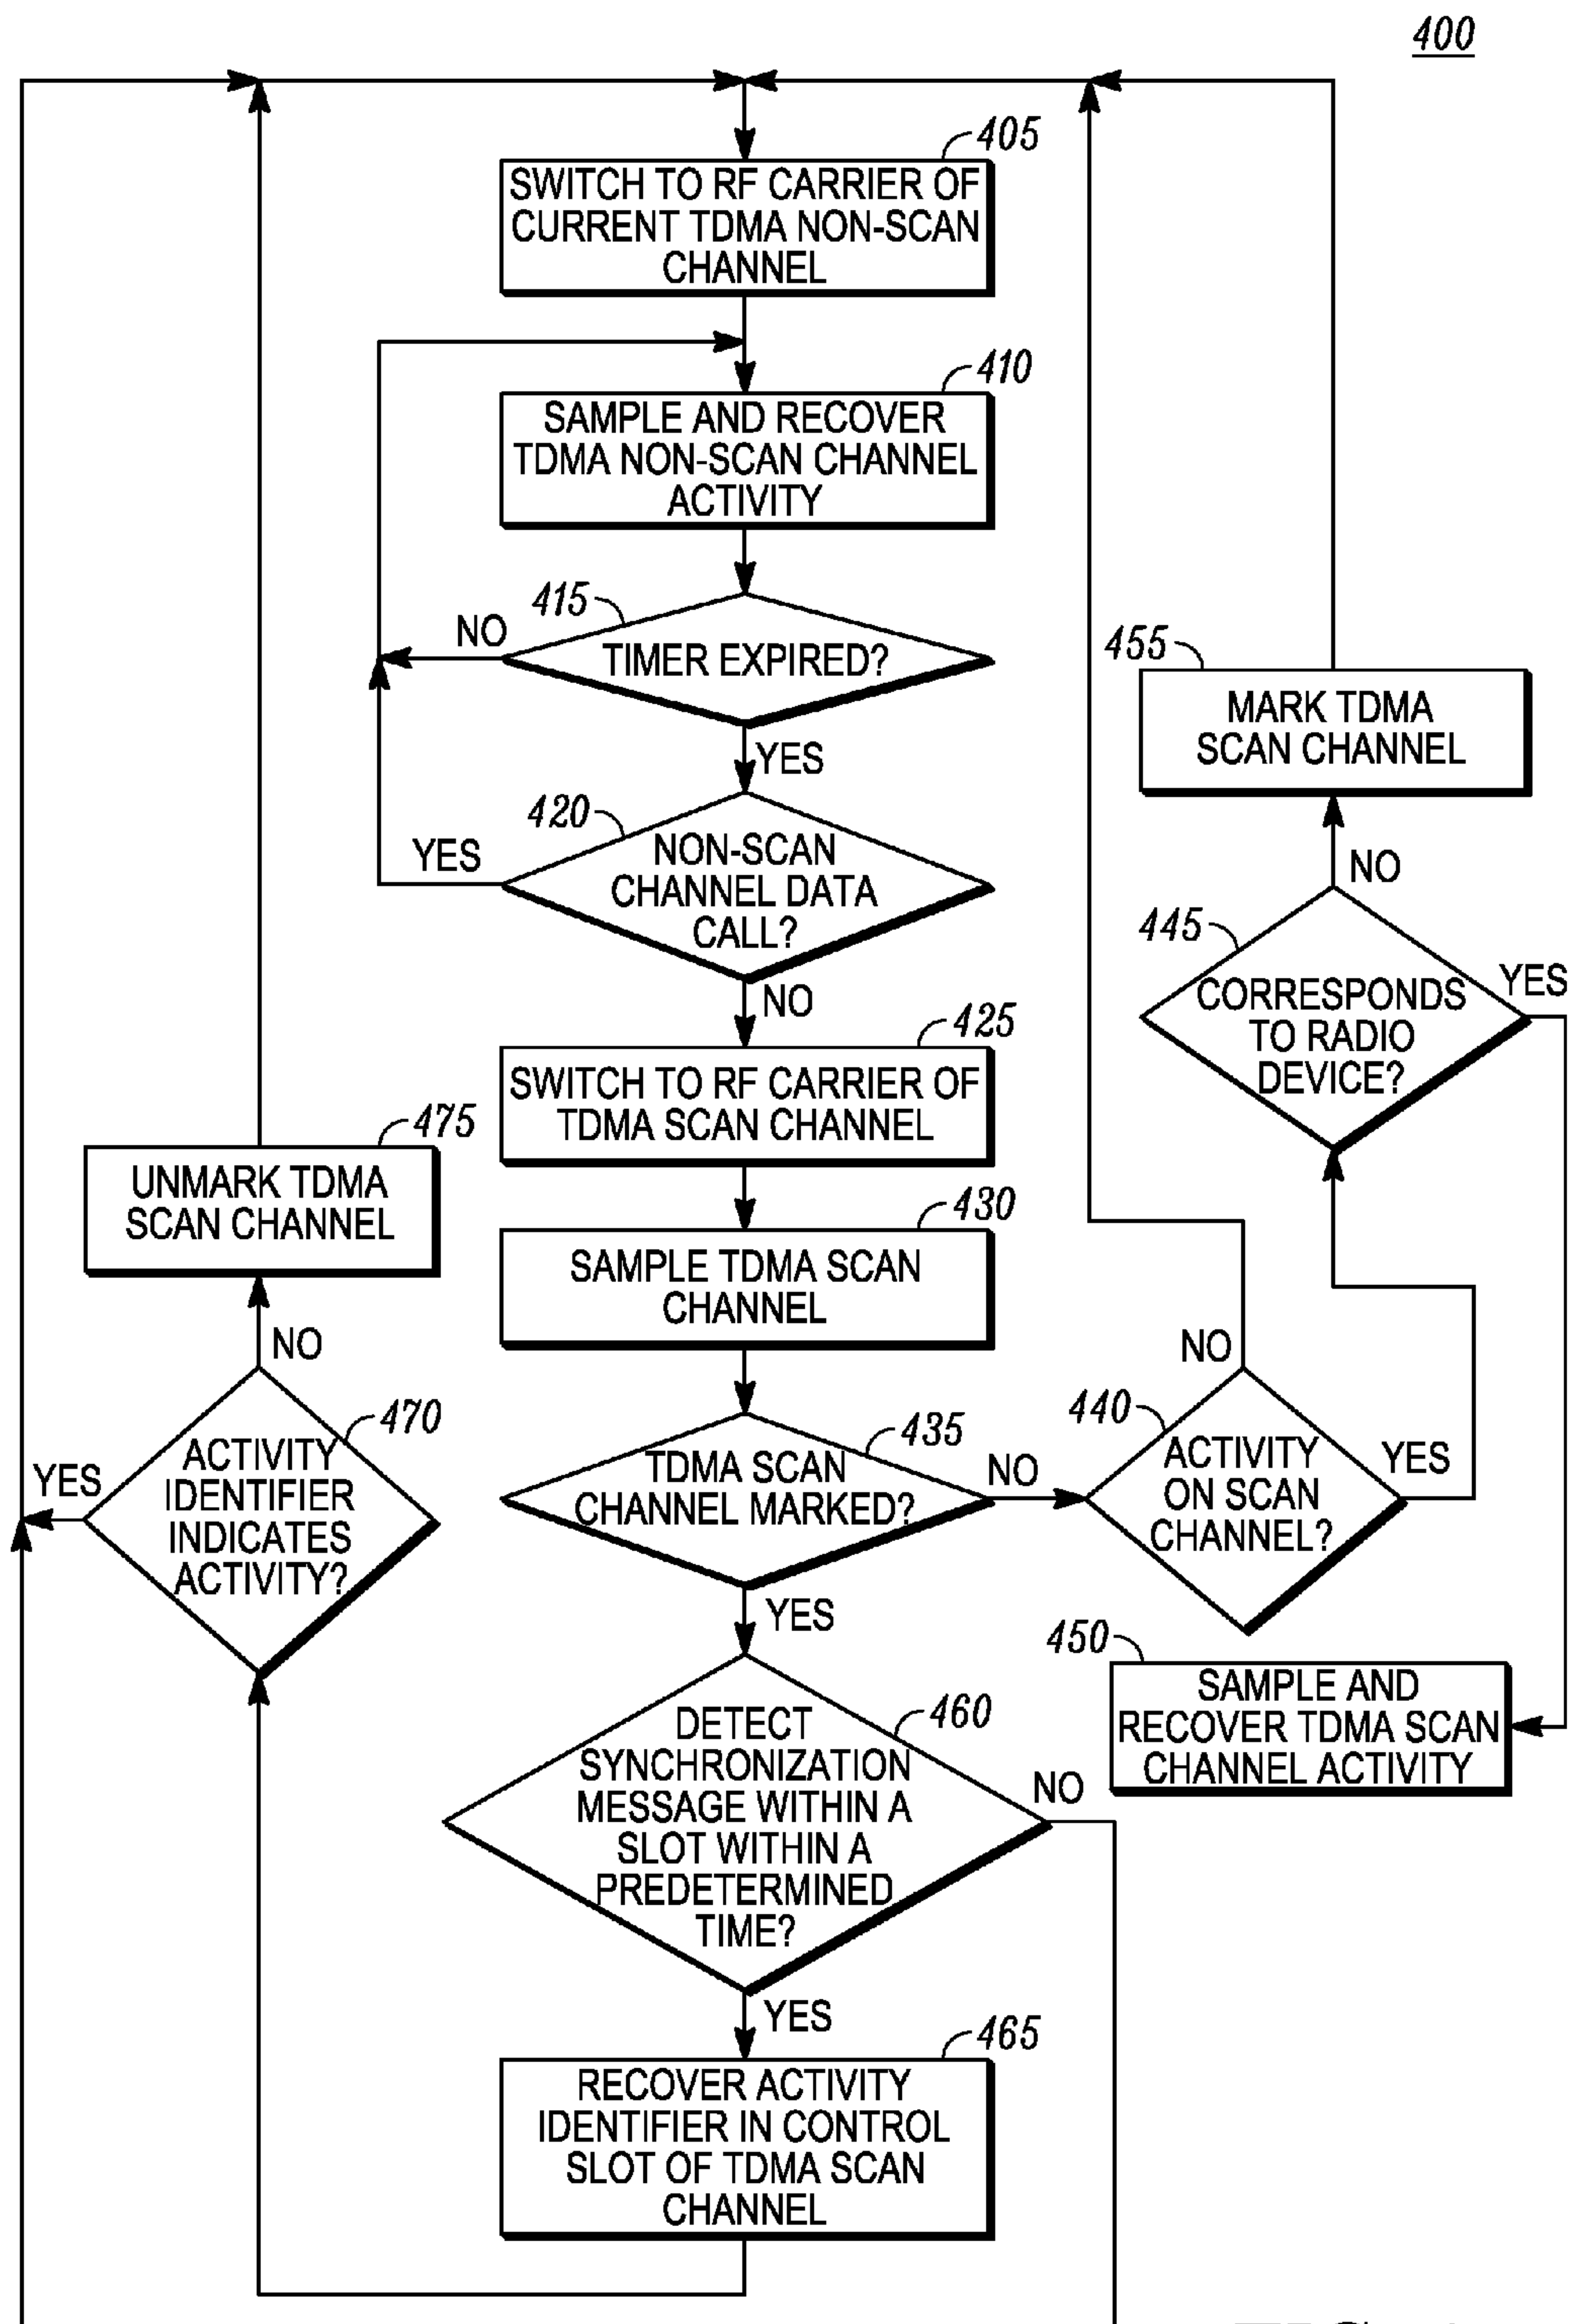 400
405
SWITCH TO RF CARRIER OF
CURRENT TDMA NON-SCAN
CHANNEL
410
SAMPLE AND RECOVER
TDMA NON-SCAN CHANNEL
ACTIVITY
415
NO
TIMER EXPIRED?
YES
455
MARK TDMA
SCAN CHANNEL
420
YES
NON-SCAN
CHANNEL DATA
CALL?
NO
NO
445
YES
CORRESPONDS
TO RADIO
DEVICE?
425
SWITCH TO RF CARRIER OF
TDMA SCAN CHANNEL
475
UNMARK TDMA
SCAN CHANNEL
430
SAMPLE TDMA SCAN
CHANNEL
NO
NO
470
YES
ACTIVITY
IDENTIFIER
INDICATES
ACTIVITY?
435
TDMA SCAN
CHANNEL MARKED?
NO
440
ACTIVITY
ON SCAN
CHANNEL?
YES
YES
450
SAMPLE AND
RECOVER TDMA SCAN
CHANNEL ACTIVITY
460
DETECT
SYNCHRONIZATION
MESSAGE WITHIN A
SLOT WITHIN A
PREDETERMINED
TIME?
NO
YES
465
RECOVER ACTIVITY
IDENTIFIER IN CONTROL
SLOT OF TDMA SCAN
CHANNEL